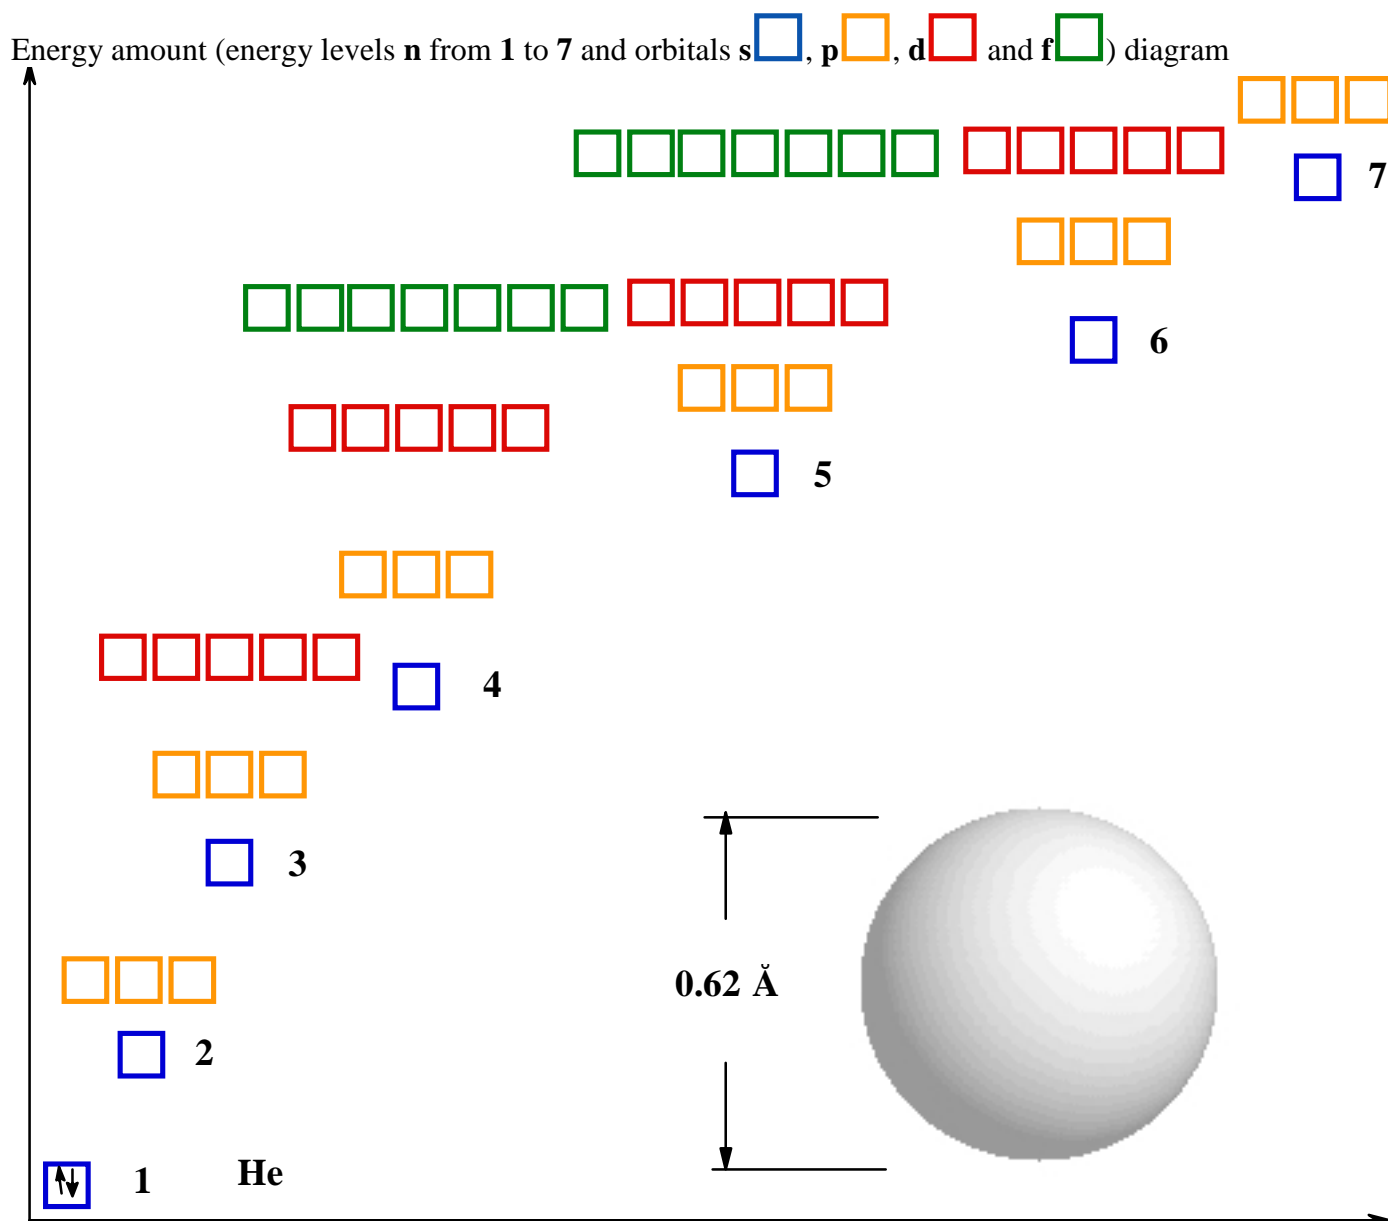 Energy amount (energy levels n from 1 to 7 and orbitals s, p, d and f) diagram
7
6
5
4
3
0.62 Å
2
1 He